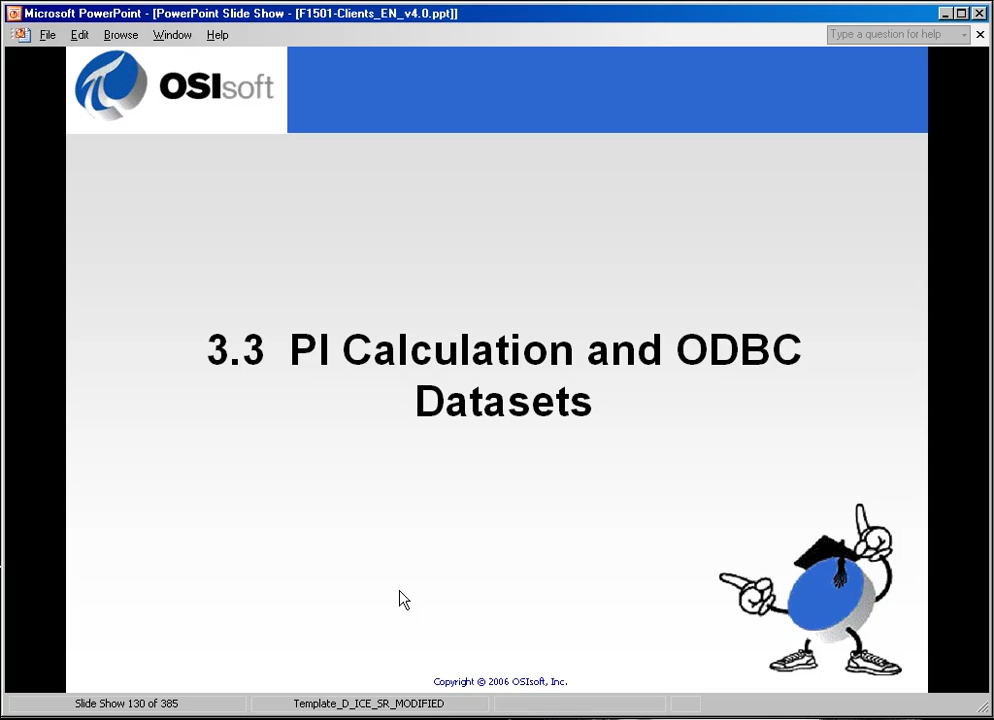 Microsoft PowerPoint - [PowerPoint Slide Show - [F1501-Clients_EN_v4.0.ppt]]
File Edit Browse Window Help
Type a question for help
OSIsoft
3.3 PI Calculation and ODBC
Datasets
Copyright © 2006 OSIsoft, Inc.
Slide Show 130 of 385
Template_D_ICE_SR_MODIFIED